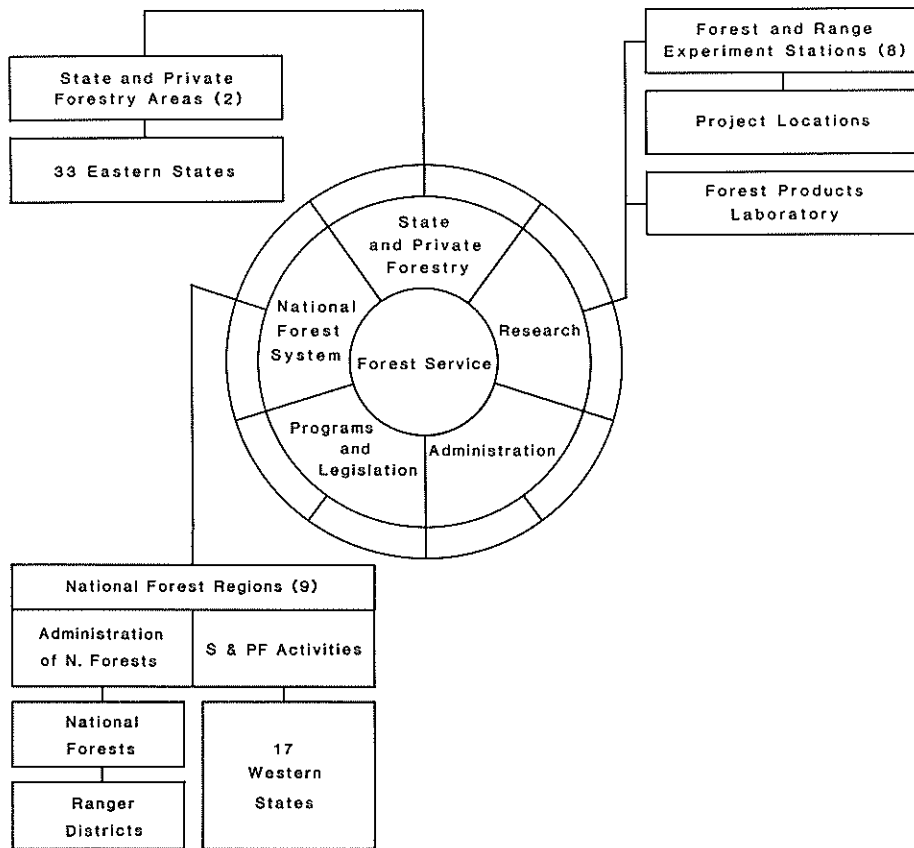 State and Private
Forestry Areas (2)
33 Eastern States
Forest and Range
Experiment Stations (8)
Project Locations
Forest Products
Laboratory
State
and Private
Forestry
National
Forest
System
Research
Forest Service
Programs
and
Legislation
Administration
National Forest Regions (9)
Administration
of N. Forests
S & PF Activities
National
Forests
Ranger
Districts
17
Western
States